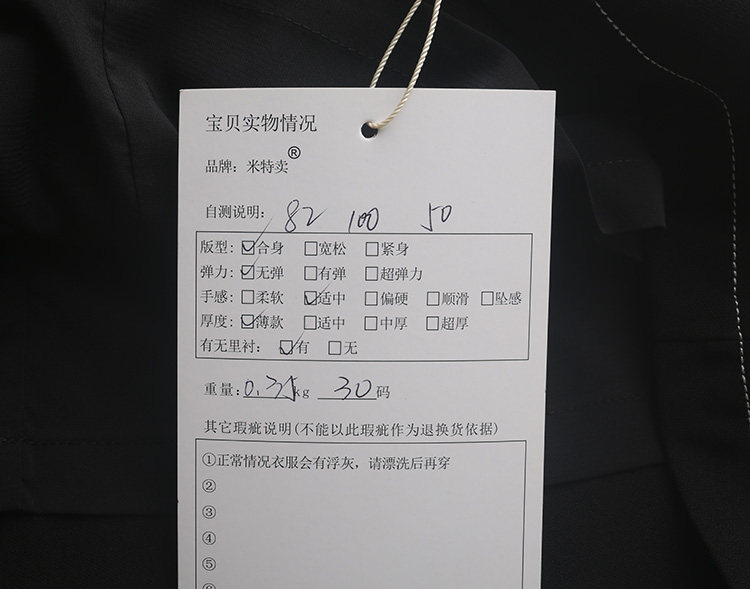 宝贝实物情况
品牌：米特卖®
自测说明： 82 100 50
版型：☑合身 □宽松 □紧身
弹力：☑无弹 □有弹 □超弹力
手感：□柔软 ☑适中 □偏硬 □顺滑 □坠感
厚度：☑薄款 □适中 □中厚 □超厚
有无里衬： ☑有 □无
重量：0.35kg 30码
其它瑕疵说明(不能以此瑕疵作为退换货依据)
①正常情况衣服会有浮灰，请漂洗后再穿
②
③
④
⑤